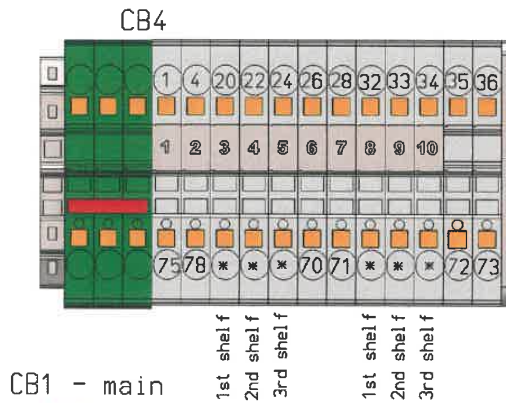 CB4
1 4 20 22 24 26 28 32 33 34 35 36
1 2 3 4 5 6 7 8 9 10
75 78 * * * 70 71 * * * 72 73
1st shelf
2nd shelf
3rd shelf
1st shelf
2nd shelf
3rd shelf
CB1 - main